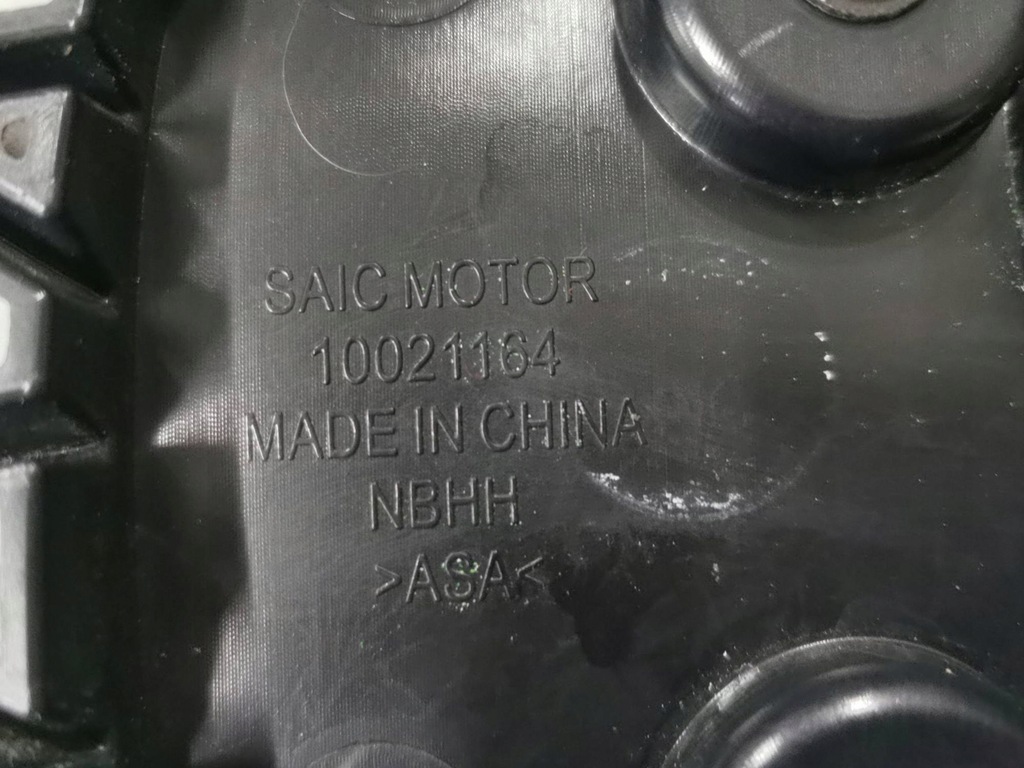 SAIC MOTOR
10021164
MADE IN CHINA
NBHH
>ASA<